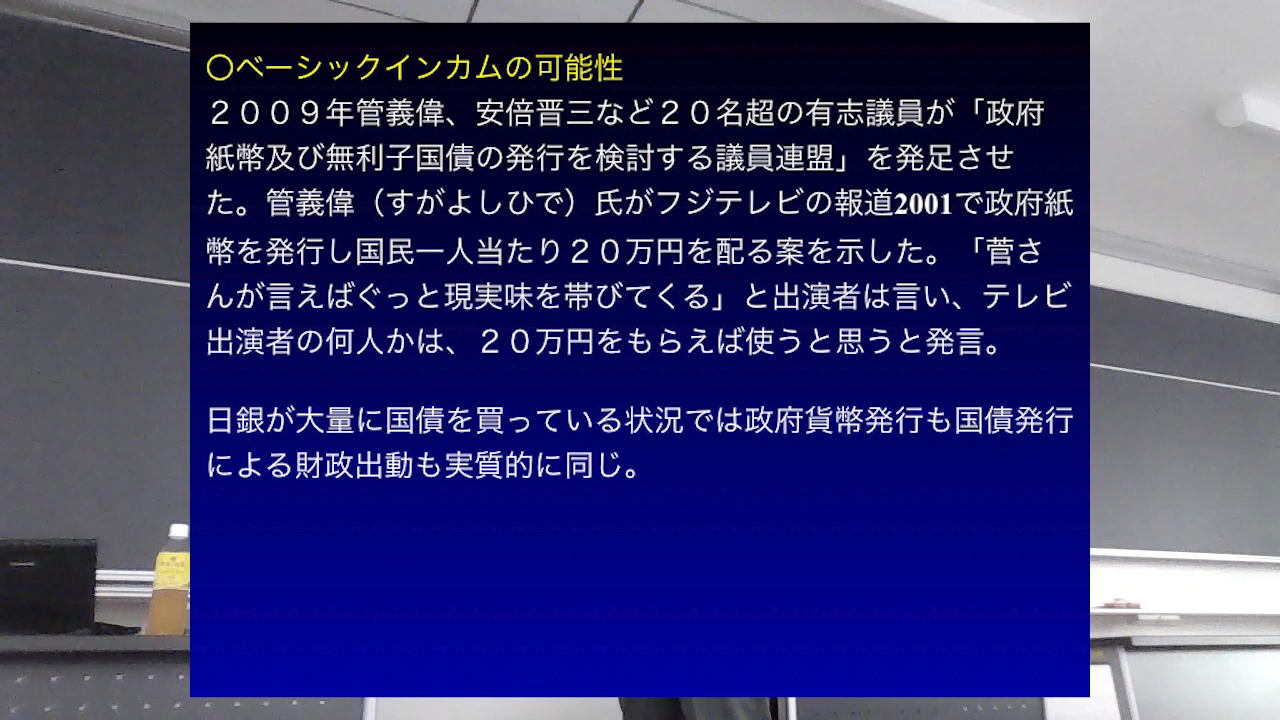 〇ベーシックインカムの可能性
２００９年管義偉、安倍晋三など２０名超の有志議員が「政府
紙幣及び無利子国債の発行を検討する議員連盟」を発足させ
た。管義偉（すがよしひで）氏がフジテレビの報道2001で政府紙
幣を発行し国民一人当たり２０万円を配る案を示した。「菅さ
んが言えばぐっと現実味を帯びてくる」と出演者は言い、テレビ
出演者の何人かは、２０万円をもらえば使うと思うと発言。
日銀が大量に国債を買っている状況では政府貨幣発行も国債発行
による財政出動も実質的に同じ。